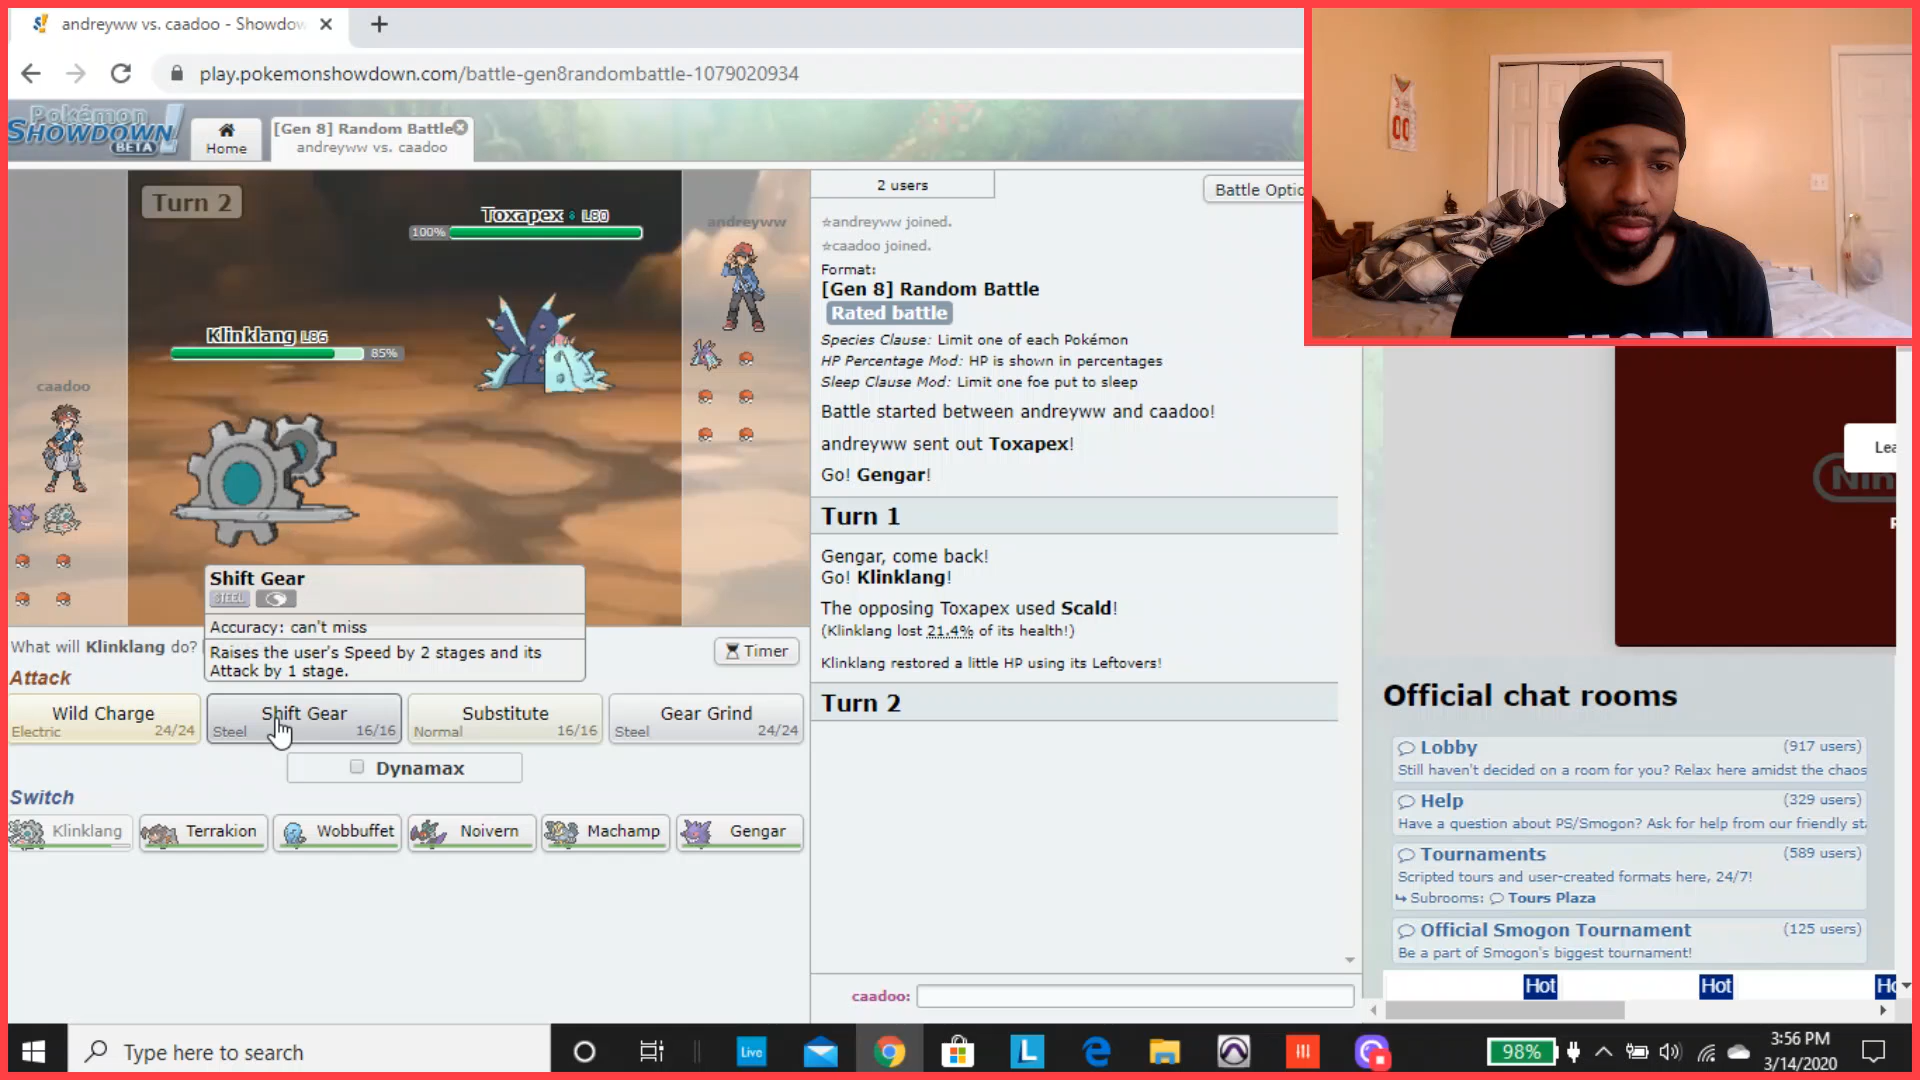 andreyww vs. caadoo - Showdow
play.pokemonshowdown.com/battle-gen8randombattle-1079020934
Pokémon
SHOWDOWN!
BETA
Home
[Gen 8] Random Battle
andreyww vs. caadoo
Turn 2
Toxapex L80
100%
Klinklang L86
85%
andreyww
caadoo
2 users
Battle Optio
☆andreyww joined.
☆caadoo joined.
Format:
[Gen 8] Random Battle
Rated battle
Species Clause: Limit one of each Pokémon
HP Percentage Mod: HP is shown in percentages
Sleep Clause Mod: Limit one foe put to sleep
Battle started between andreyww and caadoo!
andreyww sent out Toxapex!
Go! Gengar!
Turn 1
Gengar, come back!
Go! Klinklang!
The opposing Toxapex used Scald!
(Klinklang lost 21.4% of its health!)
Klinklang restored a little HP using its Leftovers!
Turn 2
caadoo:
Shift Gear
STEEL
Accuracy: can't miss
Raises the user's Speed by 2 stages and its
Attack by 1 stage.
What will Klinklang do?
Timer
Attack
Wild Charge
Electric 24/24
Shift Gear
Steel 16/16
Substitute
Normal 16/16
Gear Grind
Steel 24/24
Dynamax
Switch
Klinklang
Terrakion
Wobbuffet
Noivern
Machamp
Gengar
00
Lea
Nin
Official chat rooms
Lobby (917 users)
Still haven't decided on a room for you? Relax here amidst the chaos
Help (329 users)
Have a question about PS/Smogon? Ask for help from our friendly sta
Tournaments (589 users)
Scripted tours and user-created formats here, 24/7!
↳ Subrooms: Tours Plaza
Official Smogon Tournament (125 users)
Be a part of Smogon's biggest tournament!
Hot
Hot
Type here to search
Live
L
98%
3:56 PM
3/14/2020